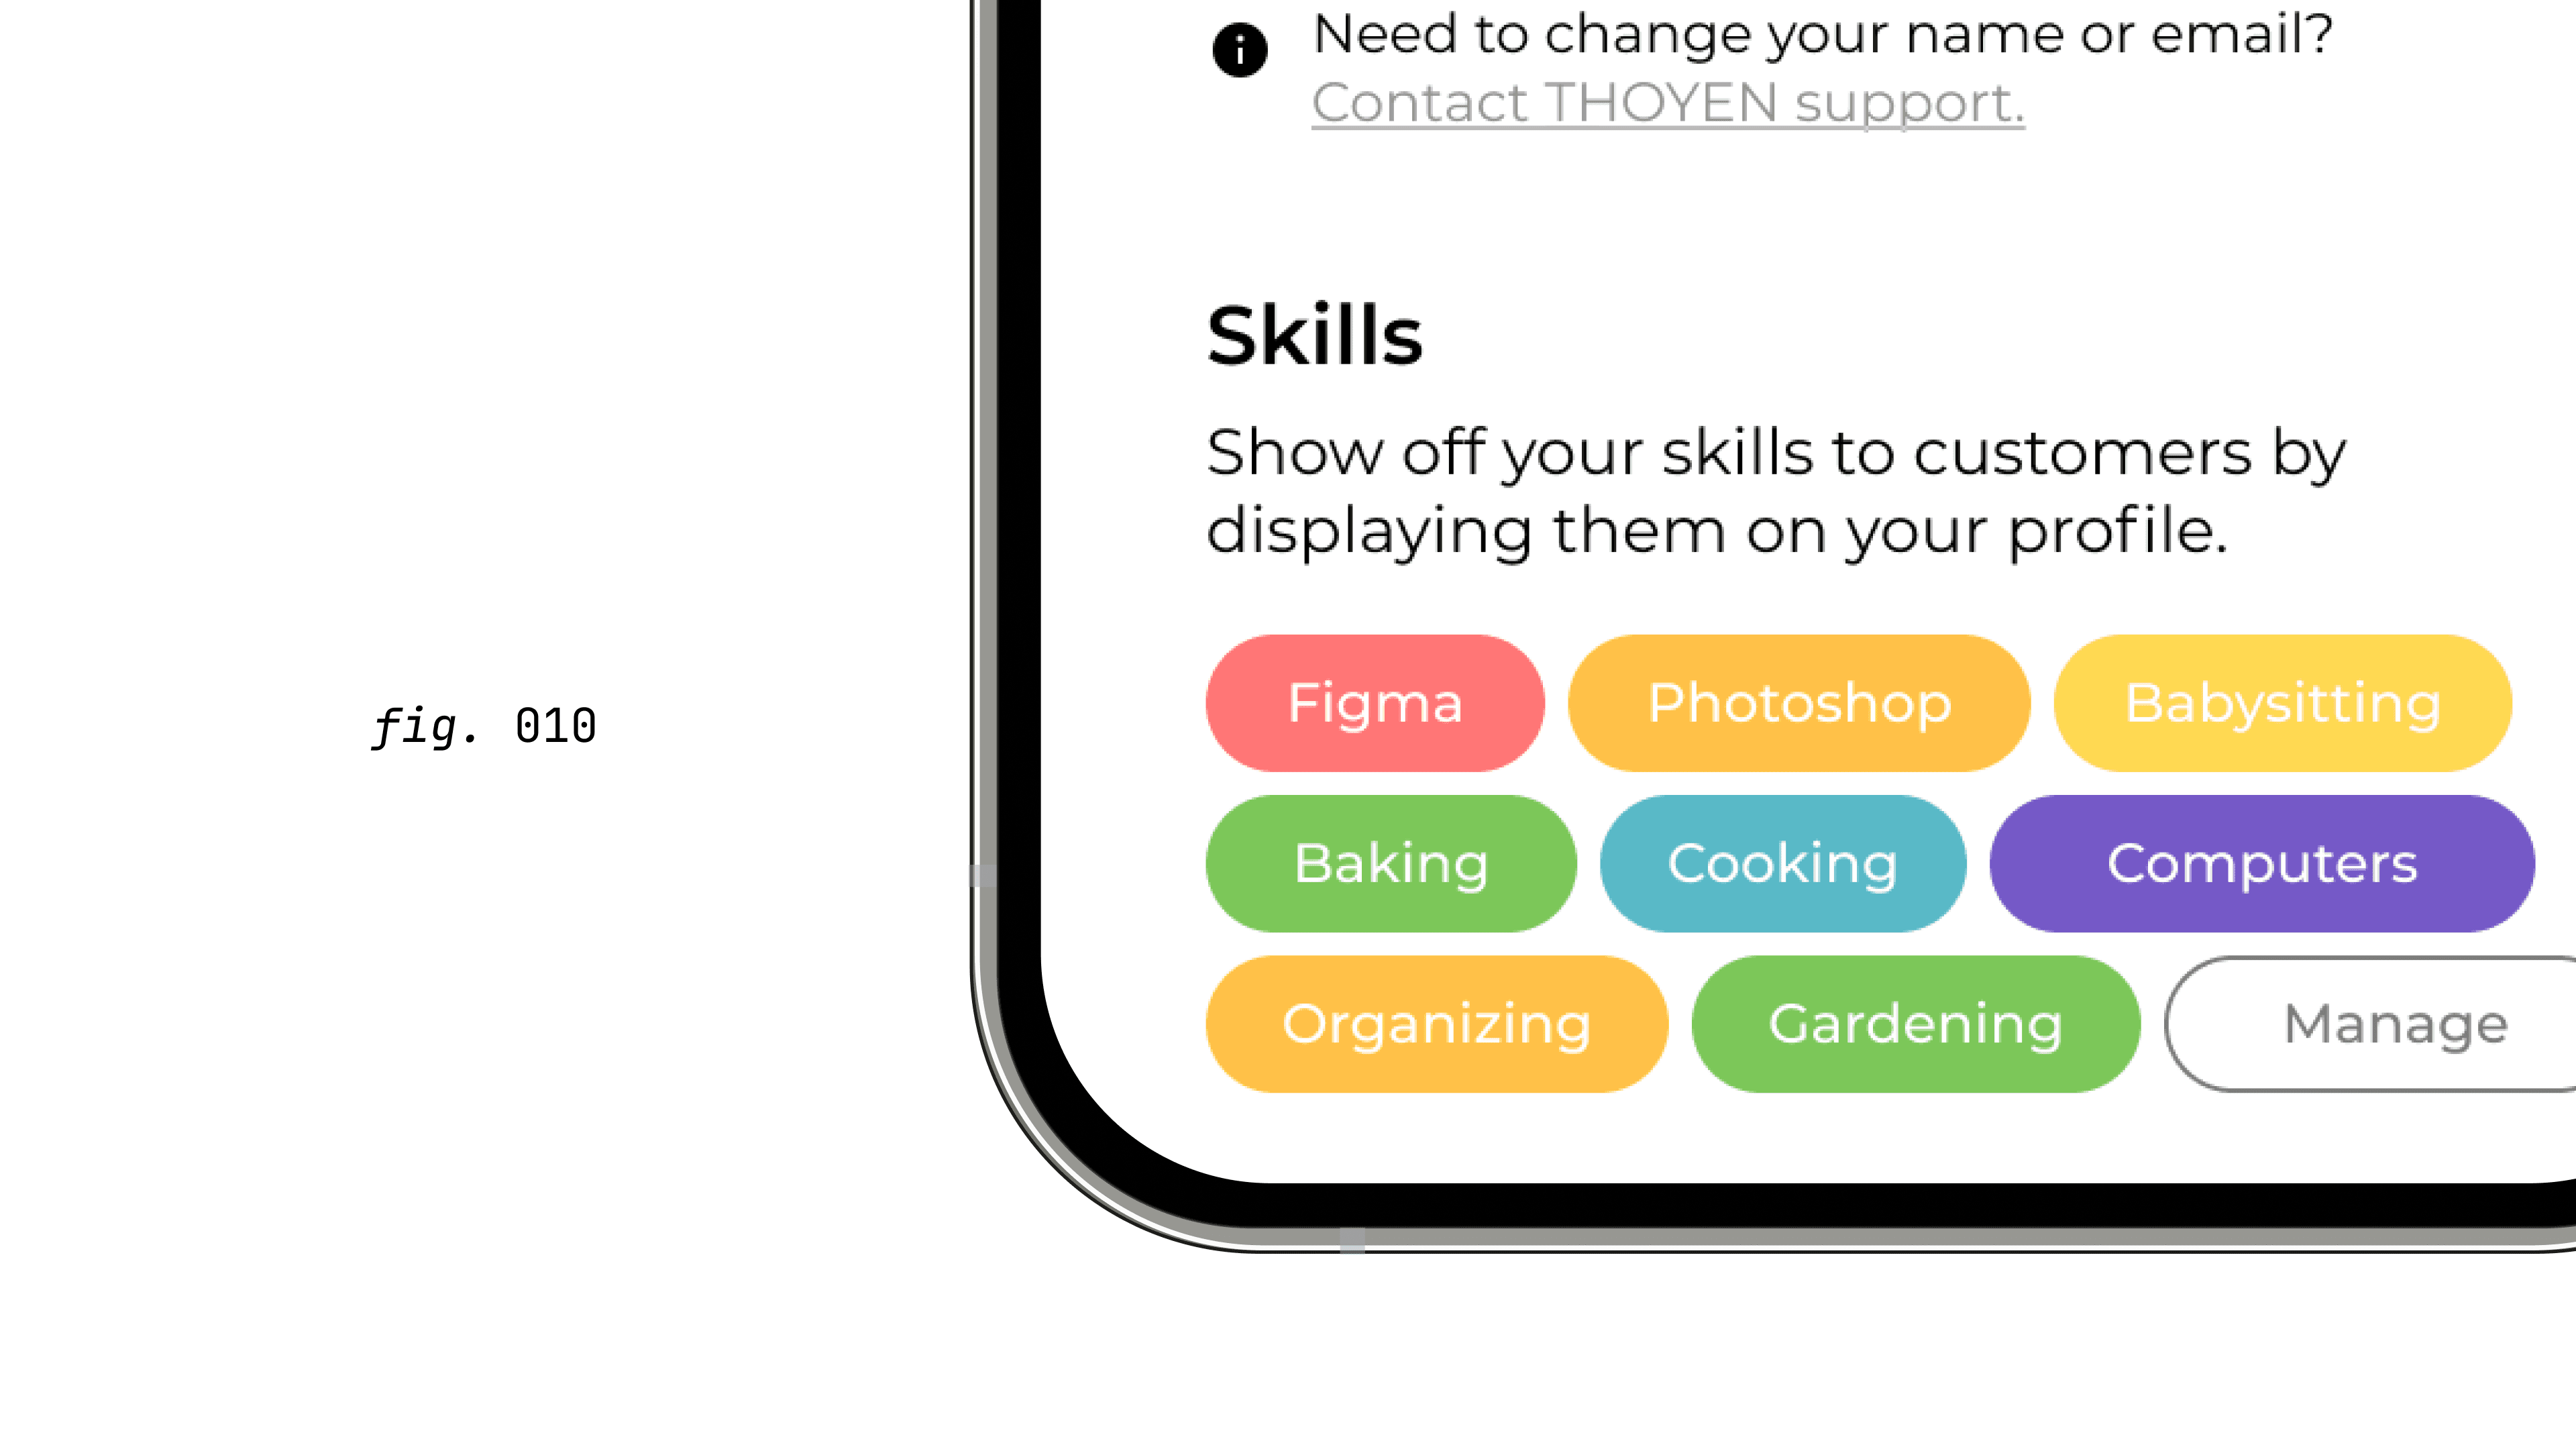 Need to change your name or email?
Contact THOYEN support.
Skills
Show off your skills to customers by
displaying them on your profile.
Figma Photoshop Babysitting
fig. 010
Baking Cooking Computers
Organizing Gardening Manage